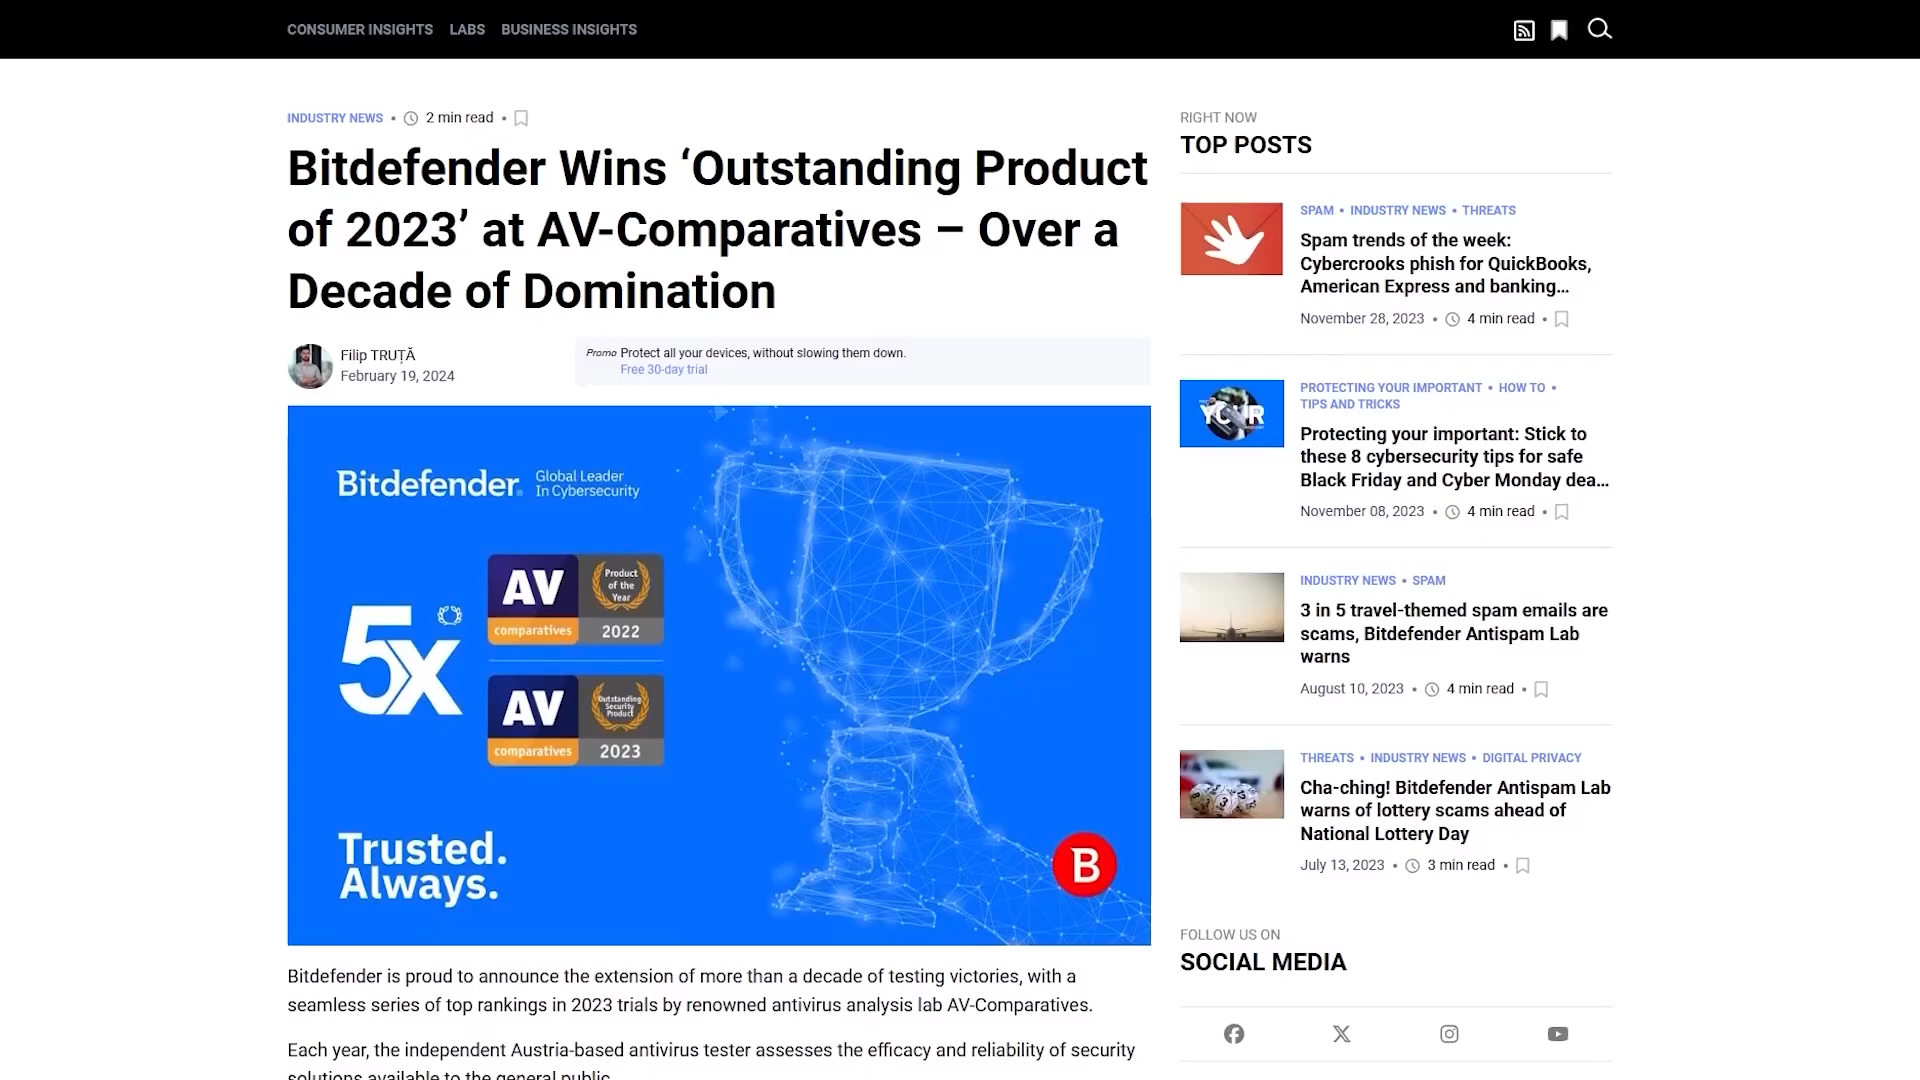 CONSUMER INSIGHTS LABS BUSINESS INSIGHTS
INDUSTRY NEWS • 2 min read •
Bitdefender Wins ‘Outstanding Product
of 2023’ at AV-Comparatives – Over a
Decade of Domination
Filip TRUȚĂ
February 19, 2024
Promo Protect all your devices, without slowing them down.
Free 30-day trial
Bitdefender Global Leader
In Cybersecurity
5x
AV Product
of the
Year
comparatives 2022
AV Outstanding
Security
Product
comparatives 2023
Trusted.
Always.
B
Bitdefender is proud to announce the extension of more than a decade of testing victories, with a
seamless series of top rankings in 2023 trials by renowned antivirus analysis lab AV-Comparatives.
Each year, the independent Austria-based antivirus tester assesses the efficacy and reliability of security
solutions available to the general public.
RIGHT NOW
TOP POSTS
SPAM • INDUSTRY NEWS • THREATS
Spam trends of the week:
Cybercrooks phish for QuickBooks,
American Express and banking...
November 28, 2023 • 4 min read •
YOUR
PROTECTING YOUR IMPORTANT • HOW TO •
TIPS AND TRICKS
Protecting your important: Stick to
these 8 cybersecurity tips for safe
Black Friday and Cyber Monday dea...
November 08, 2023 • 4 min read •
INDUSTRY NEWS • SPAM
3 in 5 travel-themed spam emails are
scams, Bitdefender Antispam Lab
warns
August 10, 2023 • 4 min read •
THREATS • INDUSTRY NEWS • DIGITAL PRIVACY
Cha-ching! Bitdefender Antispam Lab
warns of lottery scams ahead of
National Lottery Day
July 13, 2023 • 3 min read •
FOLLOW US ON
SOCIAL MEDIA